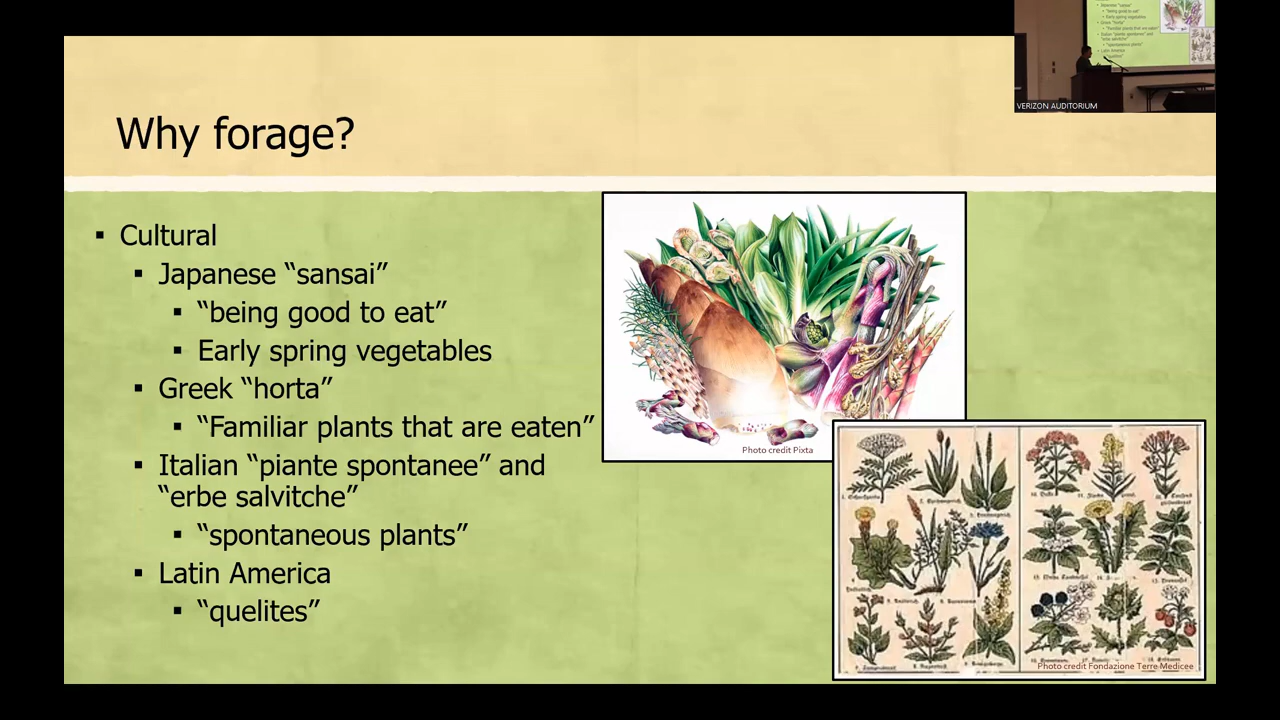 VERIZON AUDITORIUM
Why forage?
▪ Cultural
▪ Japanese “sansai”
▪ “being good to eat”
▪ Early spring vegetables
▪ Greek “horta”
▪ “Familiar plants that are eaten”
▪ Italian “piante spontanee” and
“erbe salvitche”
▪ “spontaneous plants”
▪ Latin America
▪ “quelites”
Photo credit Pixta
Photo credit Fondazione Terre Medicee